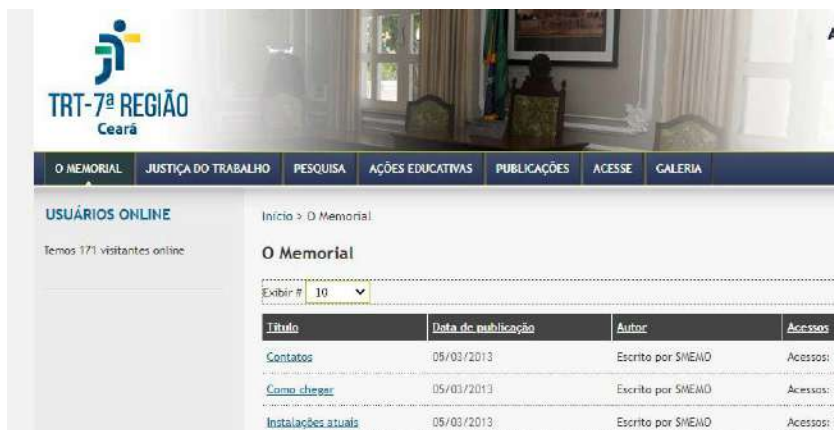 A
TRT-7ª REGIÃO
Ceará
O MEMORIAL JUSTIÇA DO TRABALHO PESQUISA AÇÕES EDUCATIVAS PUBLICAÇÕES ACESSE GALERIA
USUÁRIOS ONLINE
Temos 171 visitantes online
Início > O Memorial
O Memorial
Exibir # 10
Título Data de publicação Autor Acessos
Contatos 05/03/2013 Escrito por SMEMO Acessos:
Como chegar 05/03/2013 Escrito por SMEMO Acessos:
Instalações atuais 05/03/2013 Escrito por SMEMO Acessos: